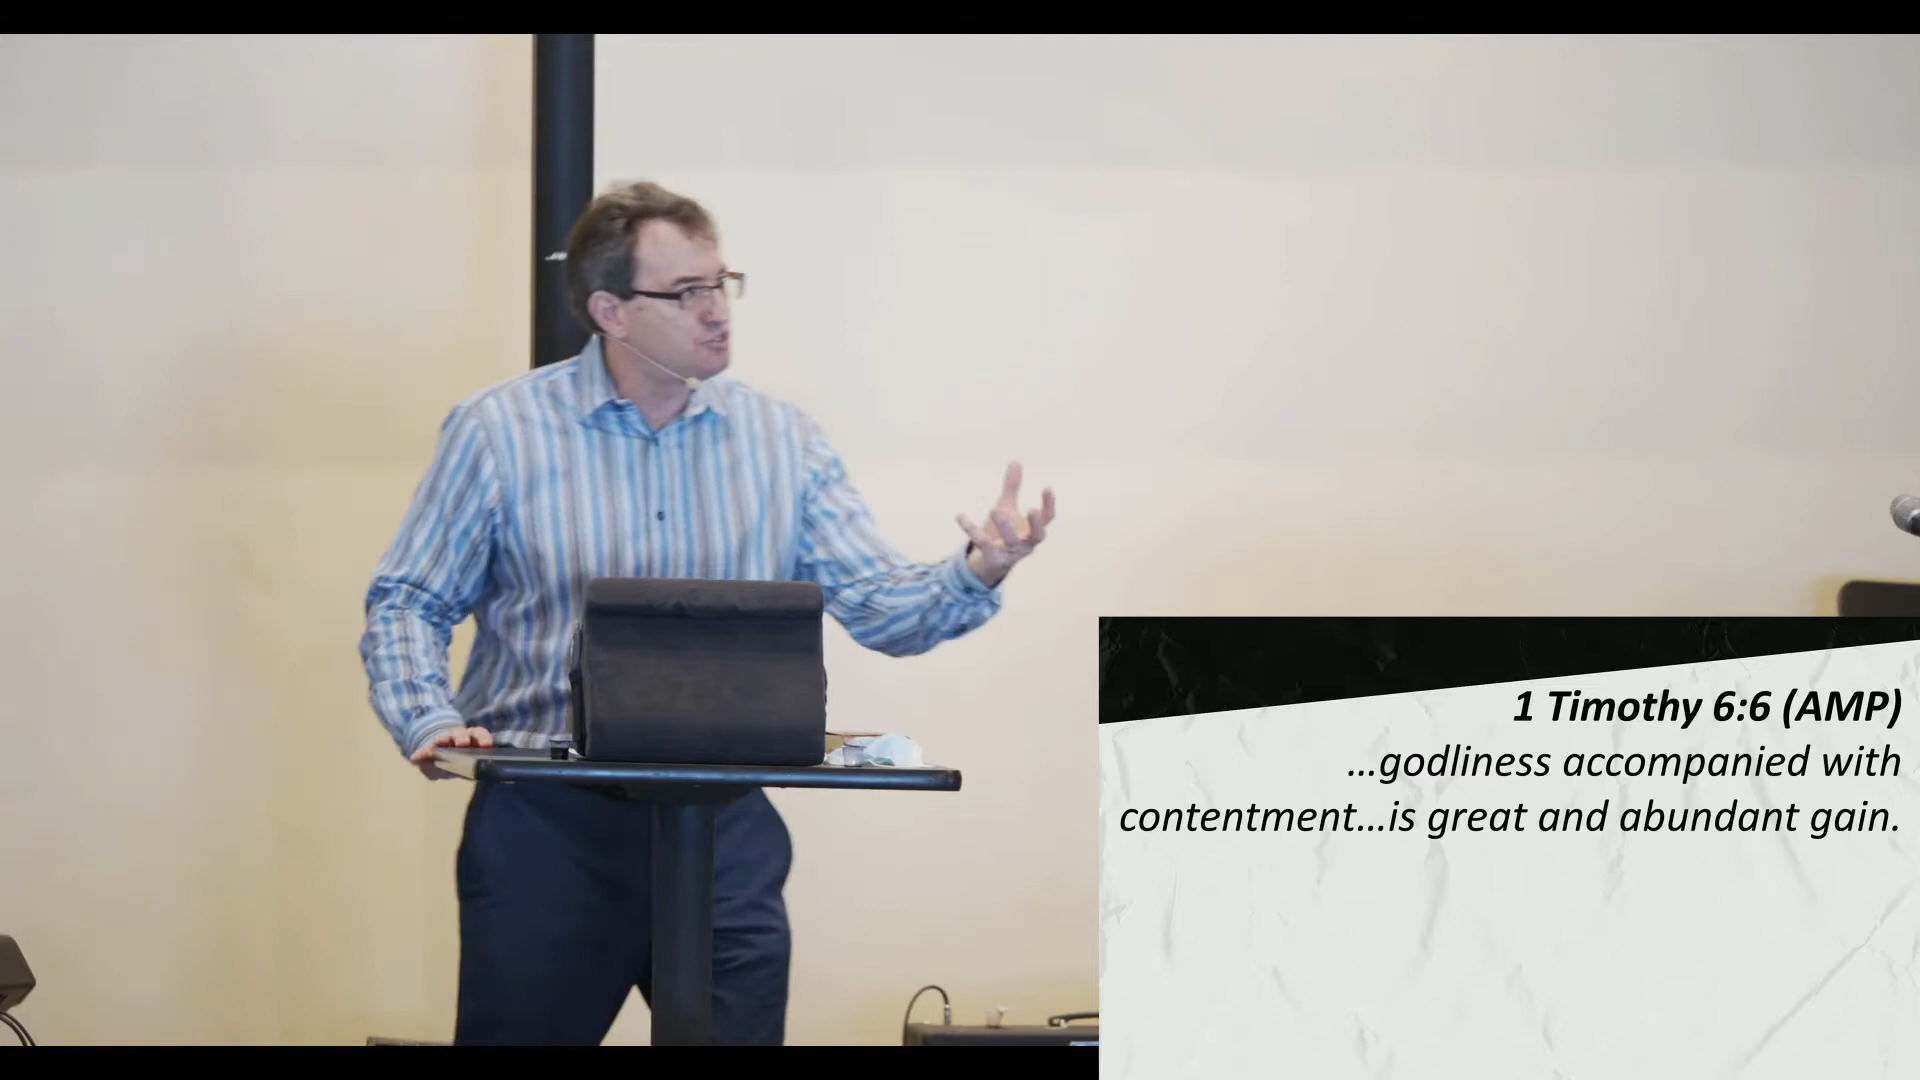 1 Timothy 6:6 (AMP)
…godliness accompanied with
contentment…is great and abundant gain.